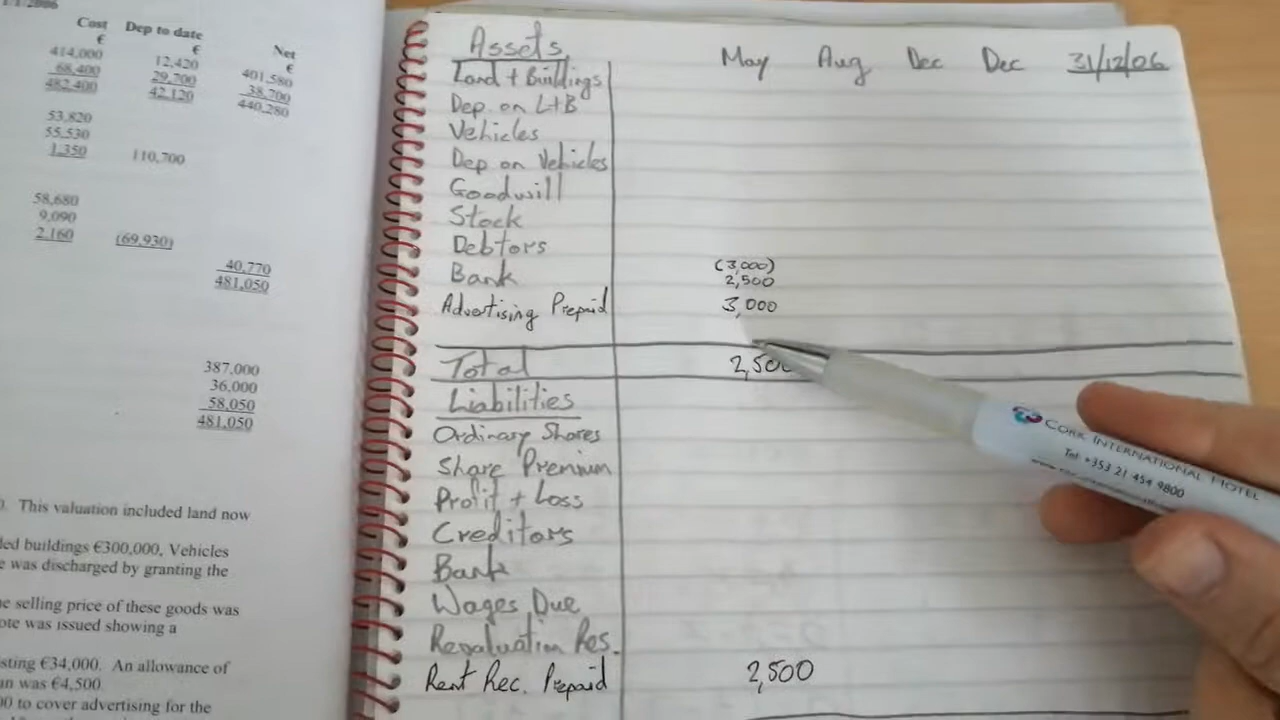 1/1/2006
Cost Dep to date Net
€ € €
414,000 12,420 401,580
68,400 29,700 38,700
482,400 42,120 440,280
53,820
55,530
1,350 110,700
58,680
9,090
2,160 (69,930)
40,770
481,050
387,000
36,000
58,050
481,050
This valuation included land now
buildings €300,000, Vehicles
was discharged by granting the
selling price of these goods was
was issued showing a
€34,000. An allowance of
was €4,500.
to cover advertising for the
Assets May Aug Dec Dec 31/12/06
Land + Buildings
Dep. on L+B
Vehicles
Dep. on Vehicles
Goodwill
Stock
Debtors
Bank (3,000)
2,500
Advertising Prepaid 3,000
Total 2,500
Liabilities
Ordinary Shares
Share Premium
Profit + Loss
Creditors
Bank
Wages Due
Revaluation Res.
Rent Rec. Prepaid 2,500
CORK INTERNATIONAL HOTEL
Tel: +353 21 454 9800